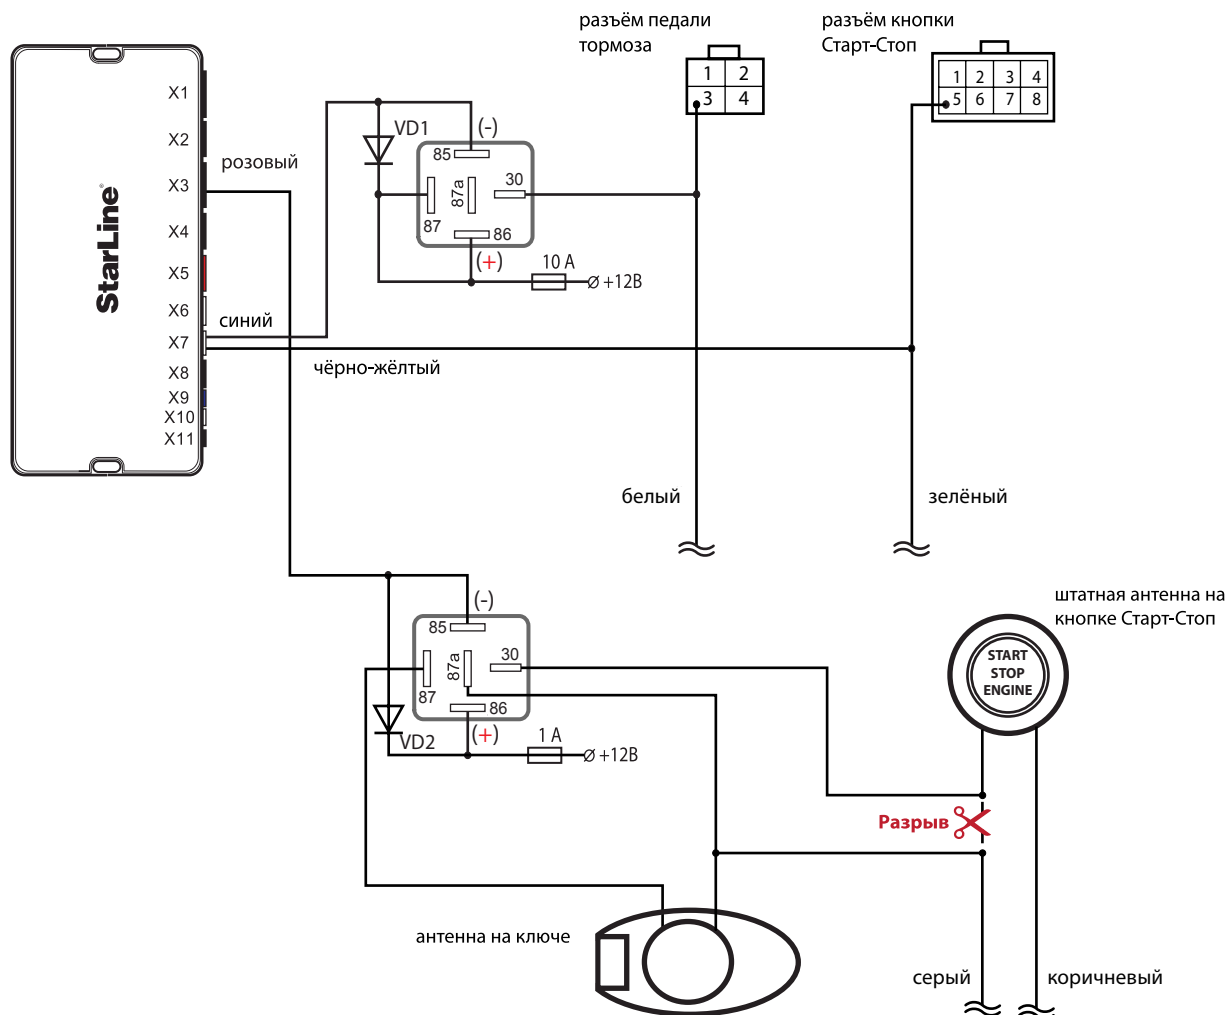 разъём педали
тормоза
разъём кнопки
Старт-Стоп
1 2
3 4
1 2 3 4
5 6 7 8
StarLine
X1
X2
X3
X4
X5
X6
X7
X8
X9
X10
X11
розовый
синий
чёрно-жёлтый
VD1
(-)
85
30
87a
87
86
(+)
10 А
+12В
белый
зелёный
(-)
85
30
87a
87
86
(+)
VD2
1 А
+12В
штатная антенна на
кнопке Старт-Стоп
START
STOP
ENGINE
Разрыв
антенна на ключе
серый
коричневый